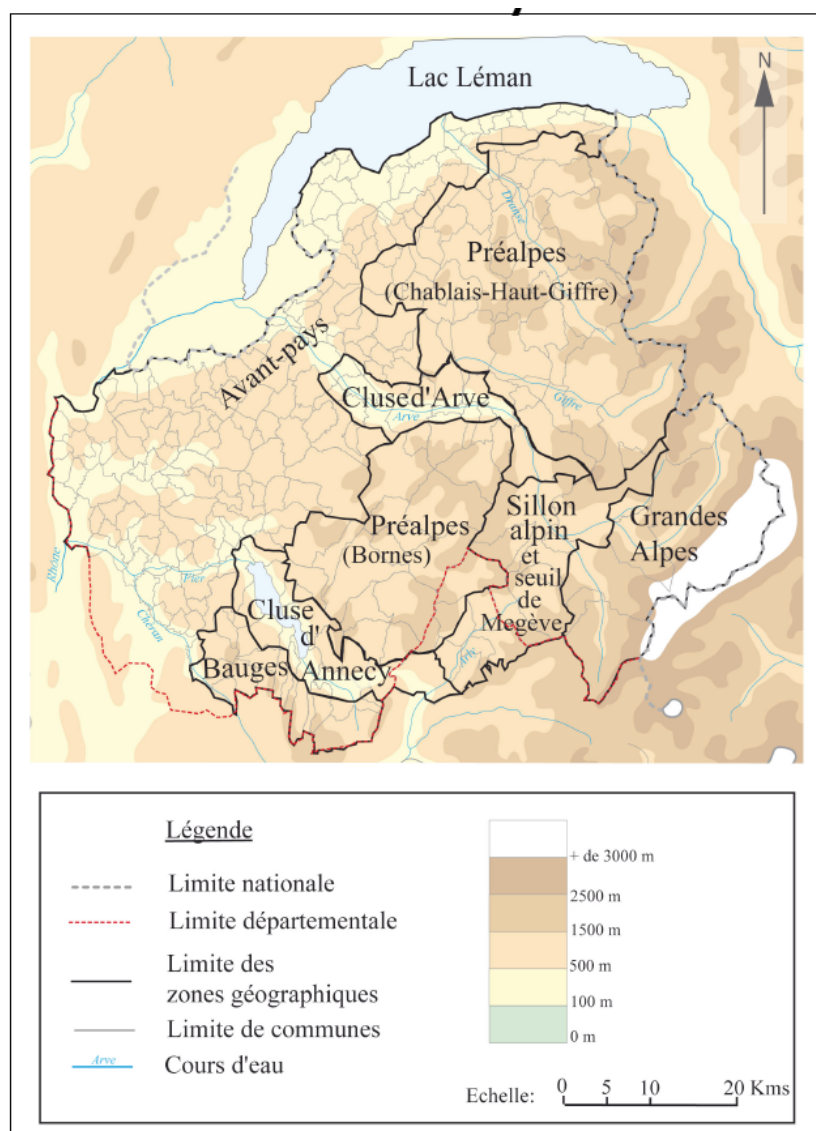 Lac Léman
N
Dranse
Préalpes
(Chablais-Haut-Giffre)
Avant-pays
Cluse d'Arve
Arve
Giffre
Sillon
alpin
et
seuil
de
Megève
Grandes
Alpes
Préalpes
(Bornes)
Rhône
Fier
Chéran
Cluse
d'
Annecy
Bauges
Arly
Légende
Limite nationale
Limite départementale
Limite des
zones géographiques
Limite de communes
Arve
Cours d'eau
+ de 3000 m
2500 m
1500 m
500 m
100 m
0 m
Echelle: 0 5 10 20 Kms